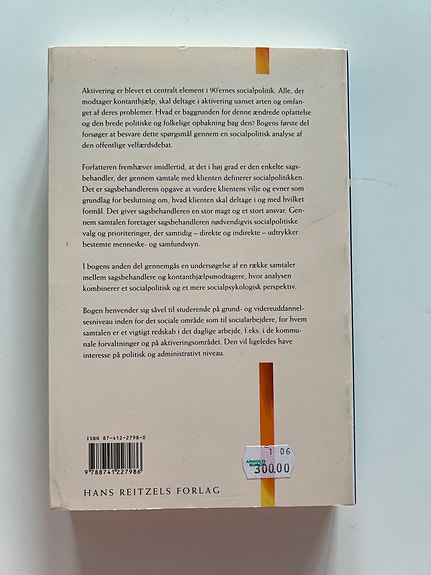 Aktivering er blevet et centralt element i 90'ernes socialpolitik. Alle, der
modtager kontanthjælp, skal deltage i aktivering uanset arten og omfan-
get af deres problemer. Hvad er baggrunden for denne ændrede opfattelse
og den brede politiske og folkelige opbakning bag den? Bogens første del
forsøger at besvare dette spørgsmål gennem en socialpolitisk analyse af
den offentlige velfærdsdebat.
Forfatteren fremhæver imidlertid, at det i høj grad er den enkelte sags-
behandler, der gennem samtale med klienten definerer socialpolitikken.
Det er sagsbehandlerens opgave at vurdere klientens vilje og evner som
grundlag for beslutning om, hvad klienten skal deltage i og med hvilket
formål. Det giver sagsbehandleren en stor magt og et stort ansvar. Gen-
nem samtalen foretager sagsbehandleren nødvendigvis socialpolitiske
valg og prioriteringer, der samtidig – direkte og indirekte – udtrykker
bestemte menneske- og samfundssyn.
I bogens anden del gennemgås en undersøgelse af en række samtaler
mellem sagsbehandlere og kontanthjælpsmodtagere, hvor analysen
kombinerer et socialpolitisk og et mere socialpsykologisk perspektiv.
Bogen henvender sig såvel til studerende på grund- og videreuddannel-
sesniveau inden for det sociale område som til socialarbejdere, for hvem
samtalen er et vigtigt redskab i det daglige arbejde, f.eks. i de kommu-
nale forvaltninger og på aktiveringsområdet. Den vil ligeledes have
interesse på politisk og administrativt niveau.
ISBN 87-412-2798-0
9 788741 227986
1 06
ARNOLD
BUSCK
300.00
HANS REITZELS FORLAG